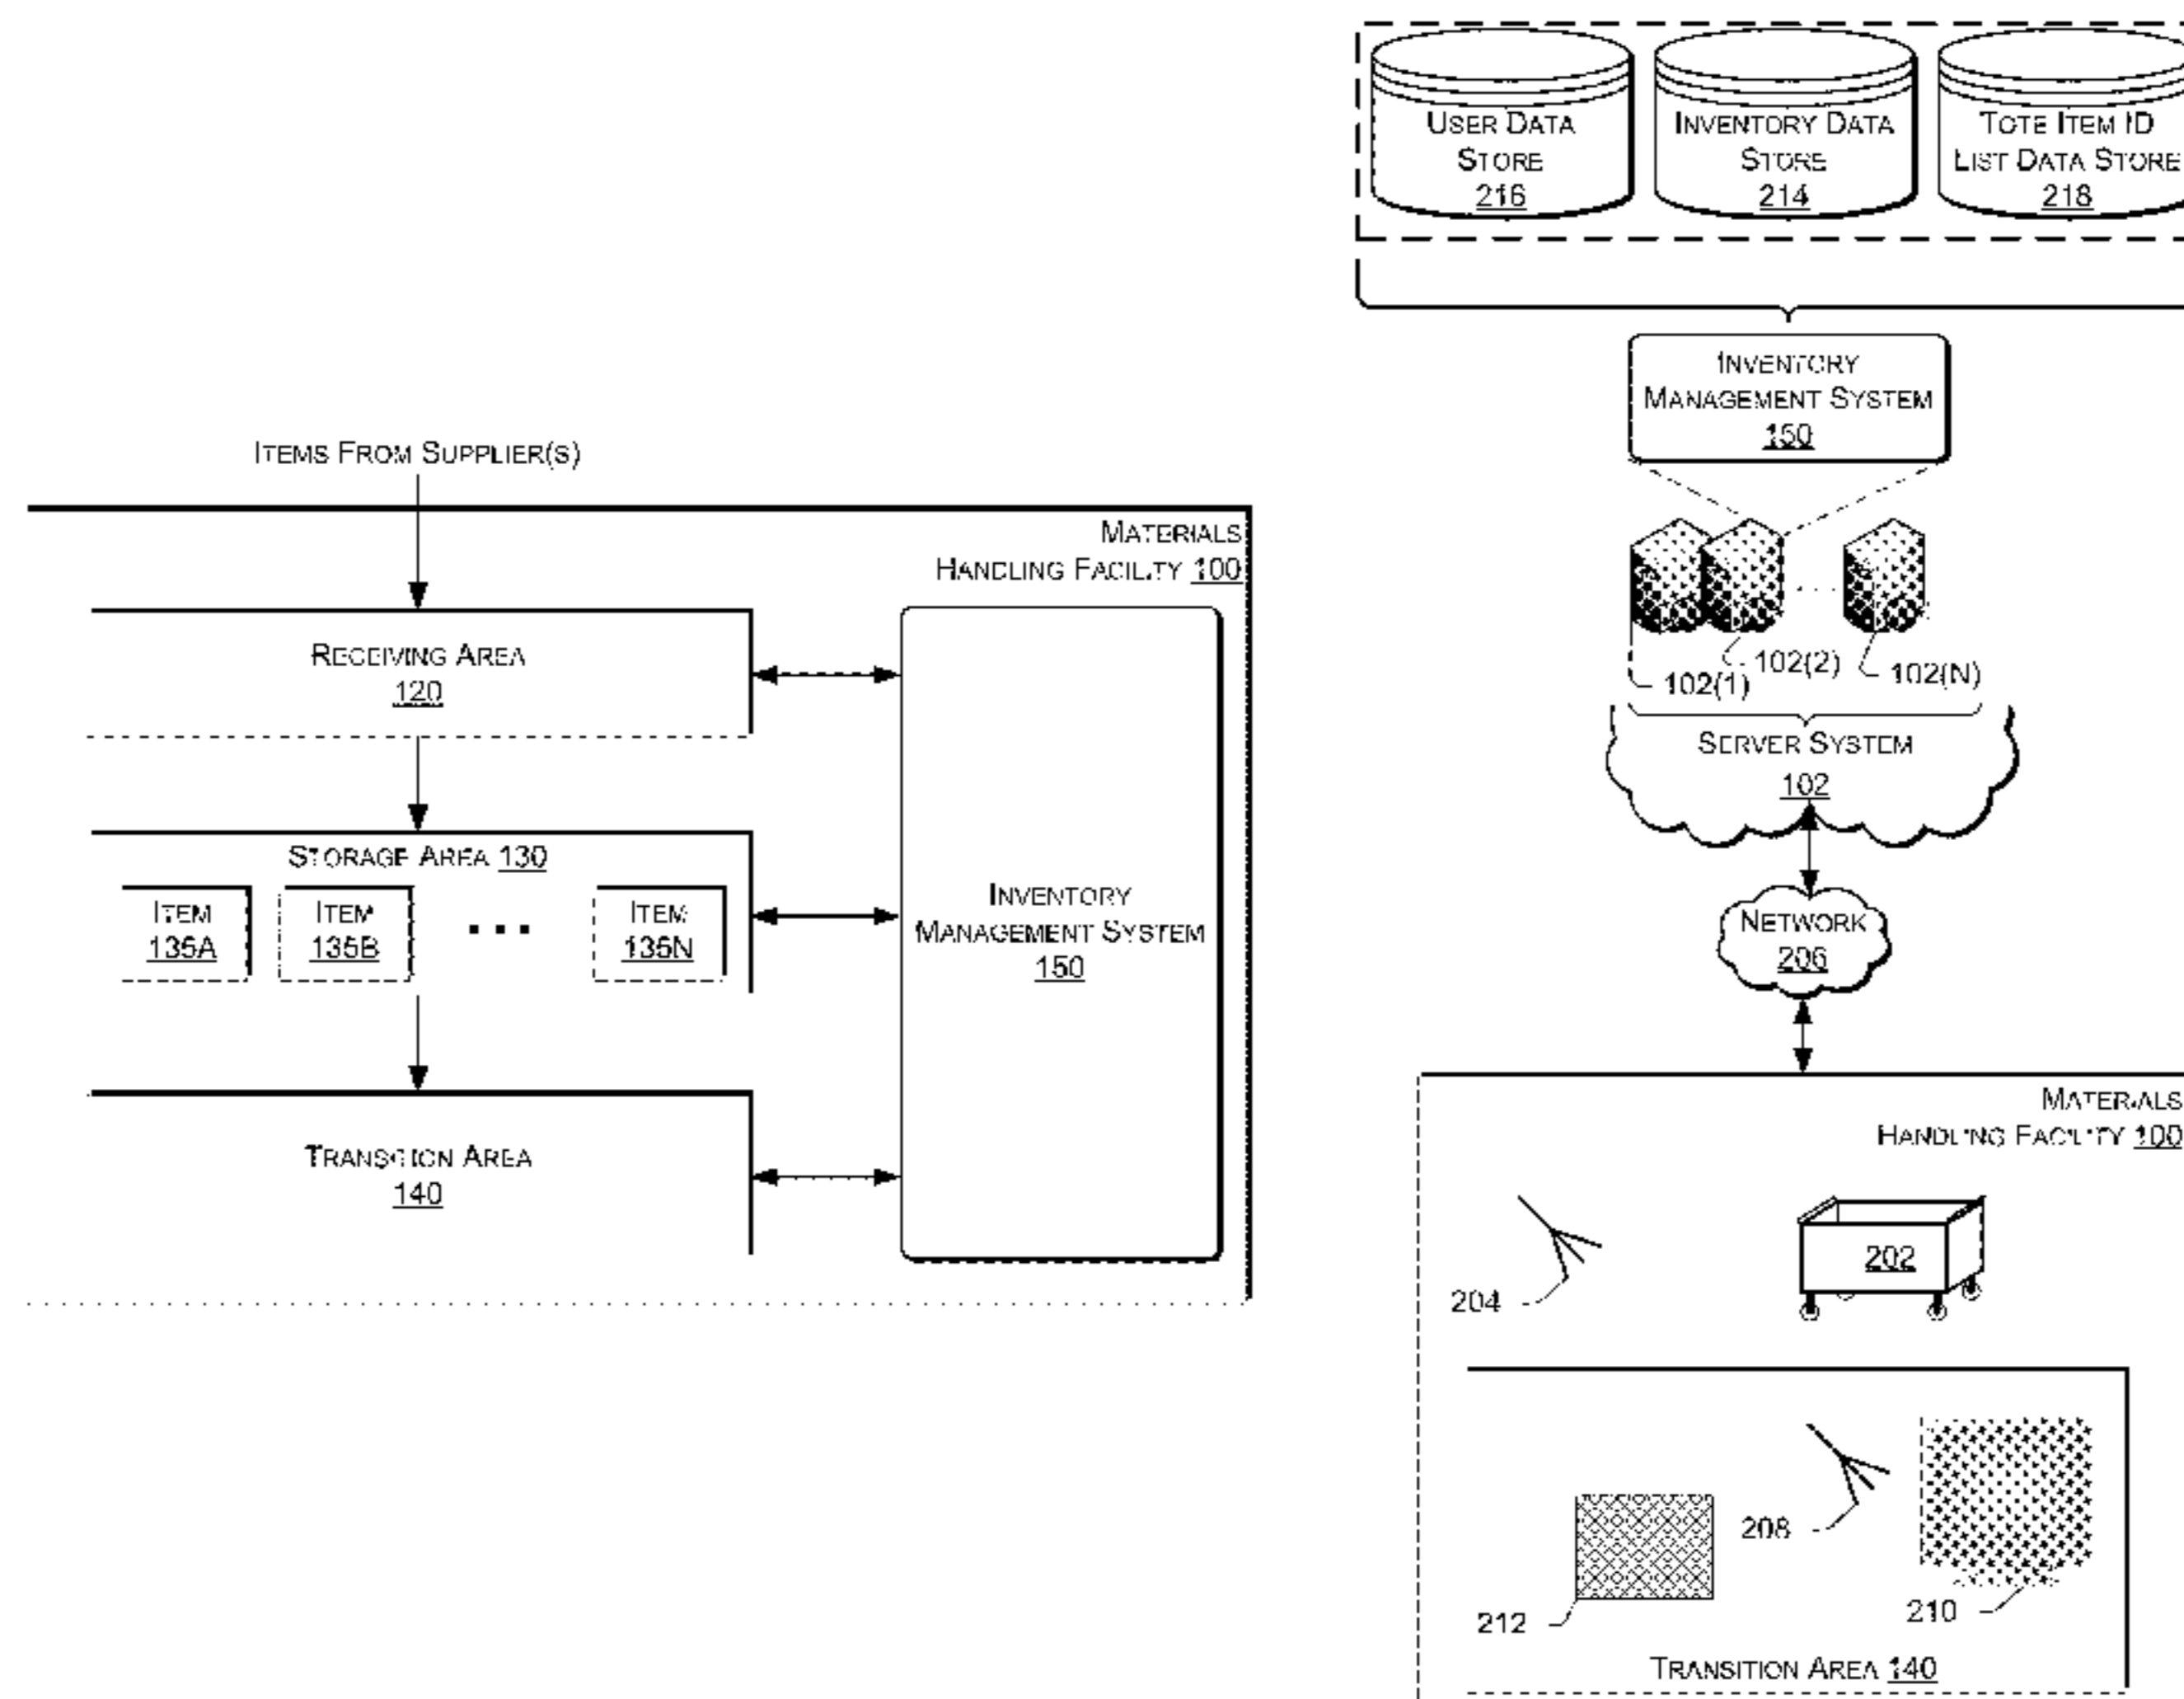 ITEMS FROM SUPPLIER(S)
MATERIALS
HANDLING FACILITY 100
RECEIVING AREA
120
STORAGE AREA 130
ITEM
135A
ITEM
135B
...
ITEM
135N
TRANSITION AREA
140
INVENTORY
MANAGEMENT SYSTEM
150
USER DATA
STORE
216
INVENTORY DATA
STORE
214
TOTE ITEM ID
LIST DATA STORE
218
INVENTORY
MANAGEMENT SYSTEM
150
102(1)
102(2)
102(N)
SERVER SYSTEM
102
NETWORK
206
MATERIALS
HANDLING FACILITY 100
204
202
208
212
210
TRANSITION AREA 140